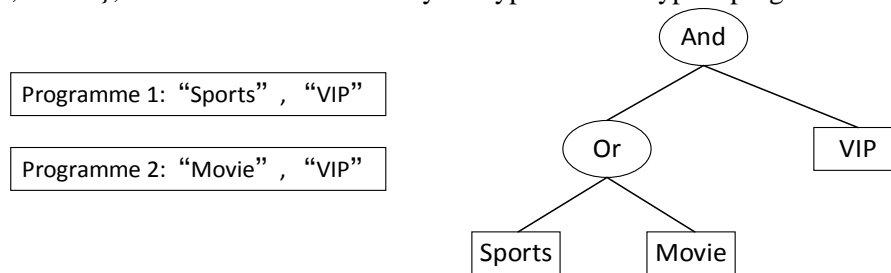 And
Programme 1: “Sports” , “VIP”
Programme 2: “Movie” , “VIP”
Or
VIP
Sports
Movie